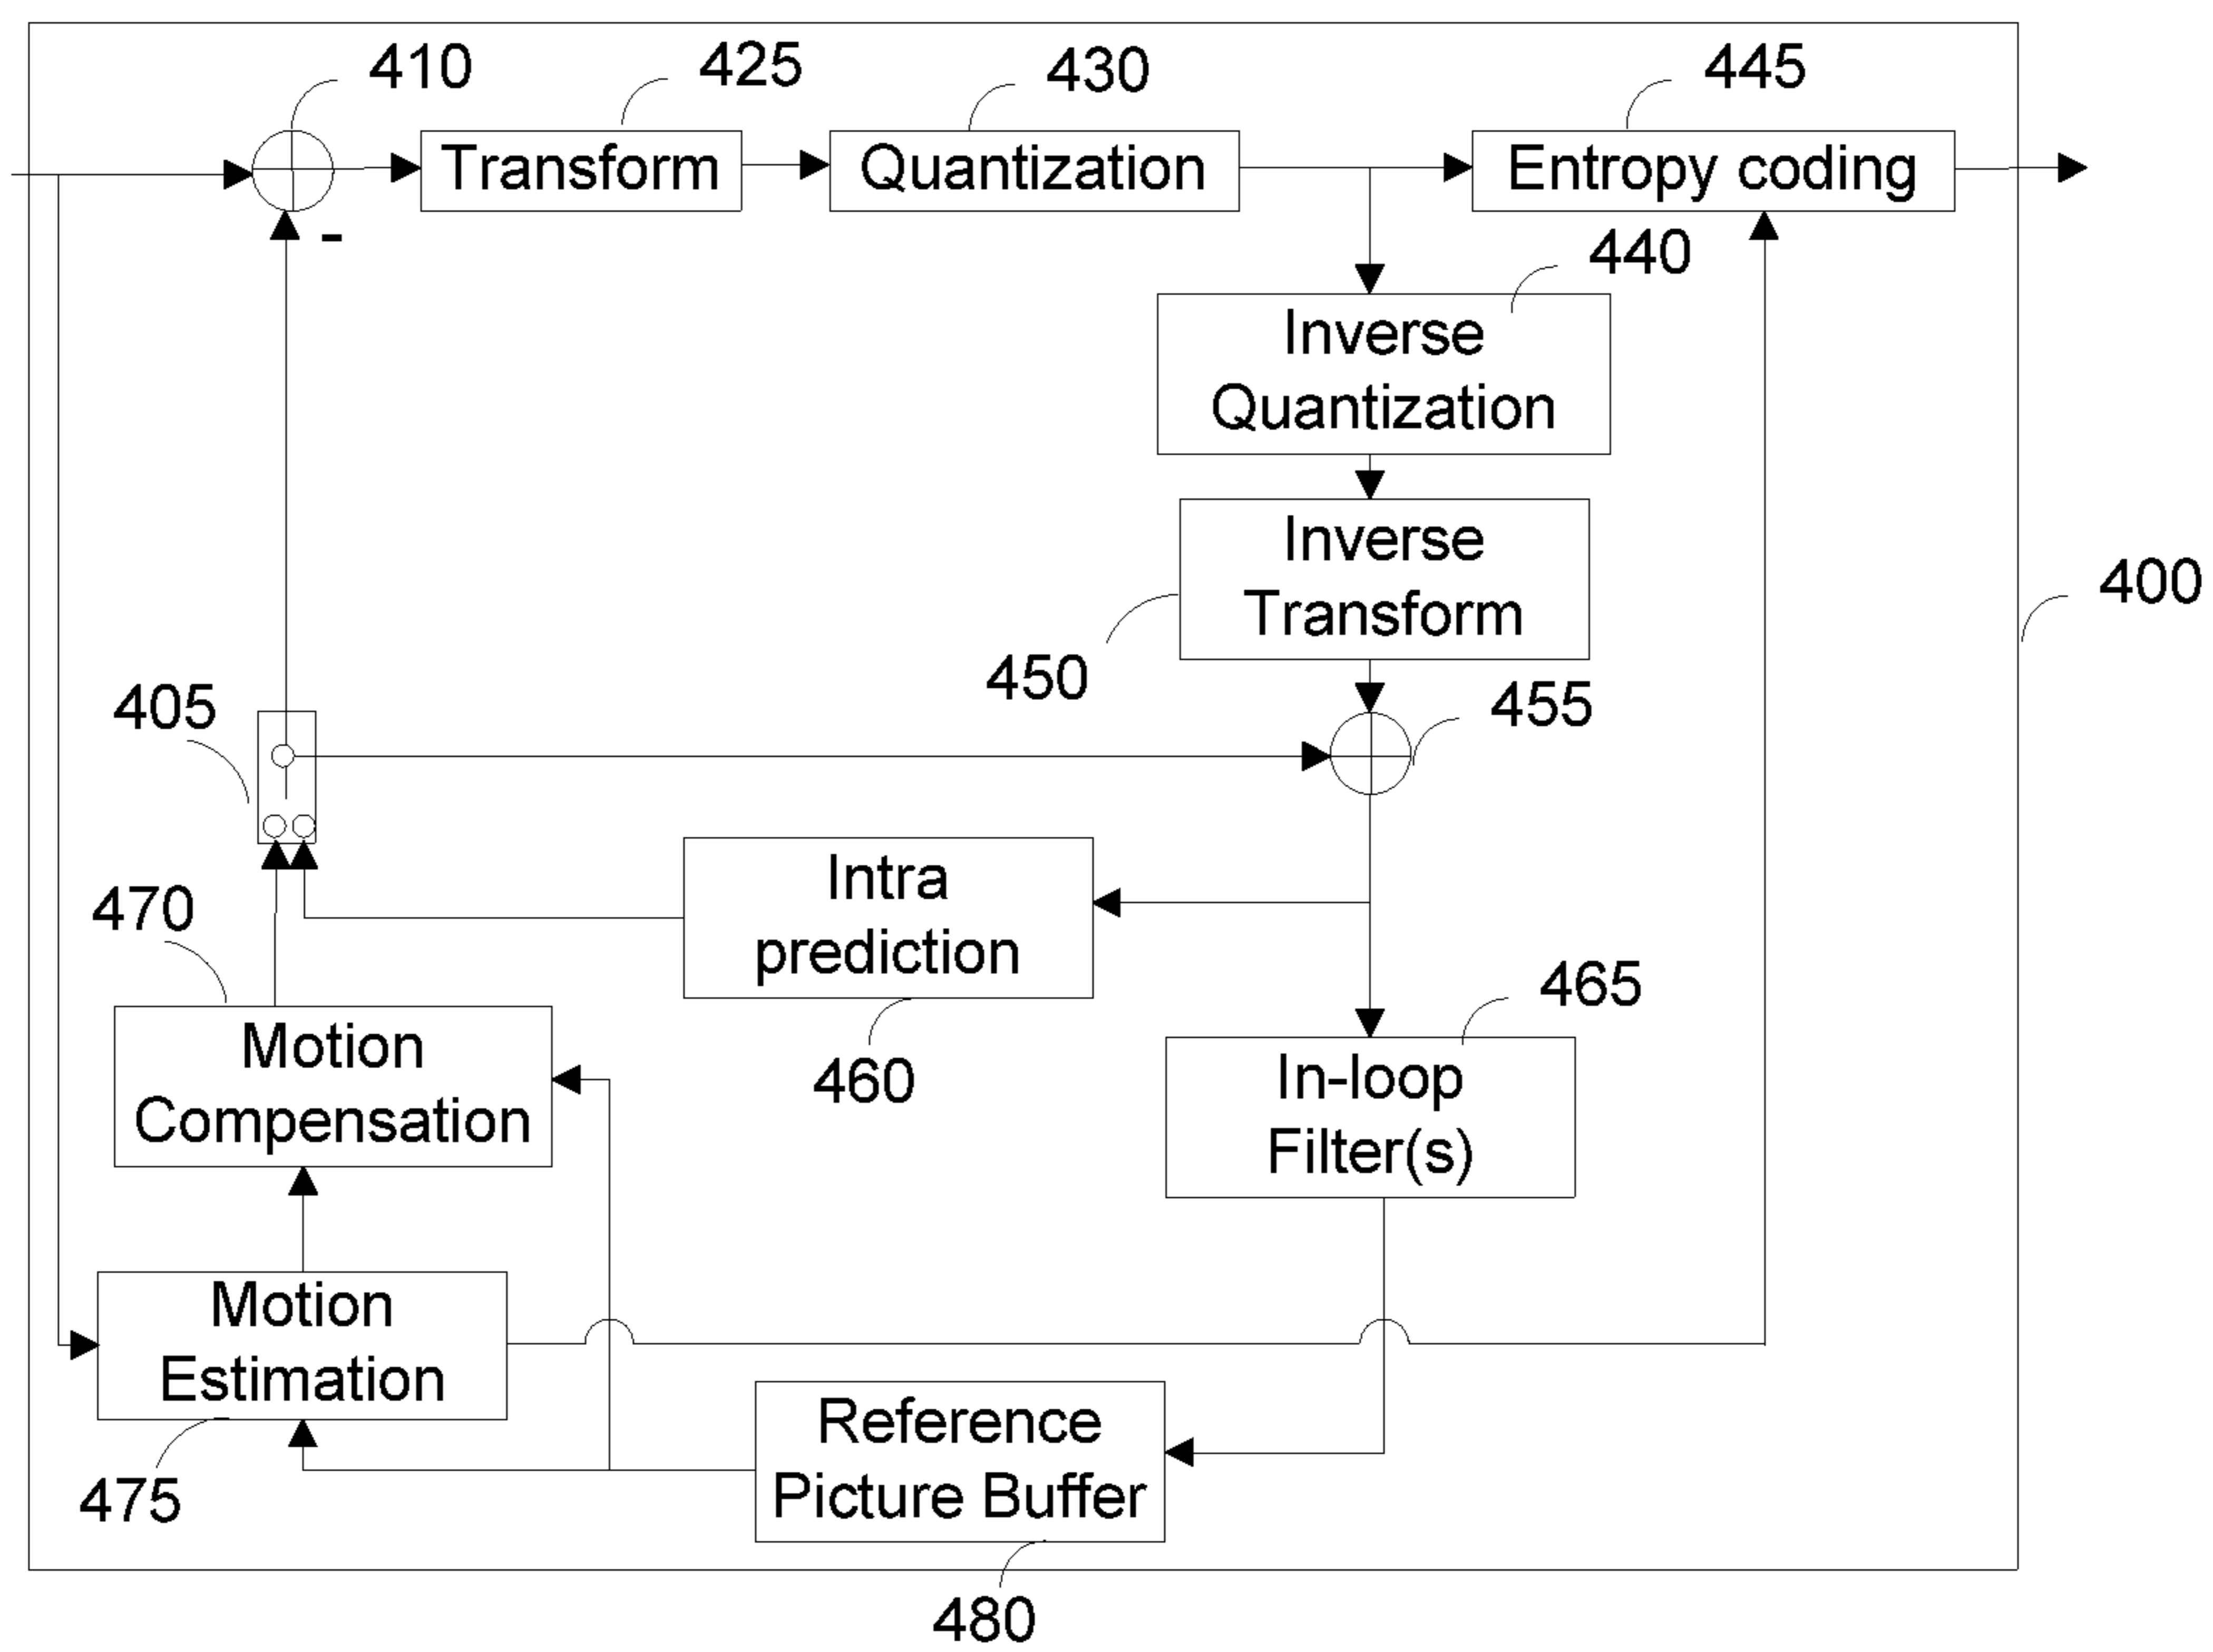 410
425
430
445
Transform
Quantization
Entropy coding
-
440
Inverse
Quantization
Inverse
Transform
400
450
455
405
Intra
prediction
470
460
465
Motion
Compensation
In-loop
Filter(s)
Motion
Estimation
475
Reference
Picture Buffer
480